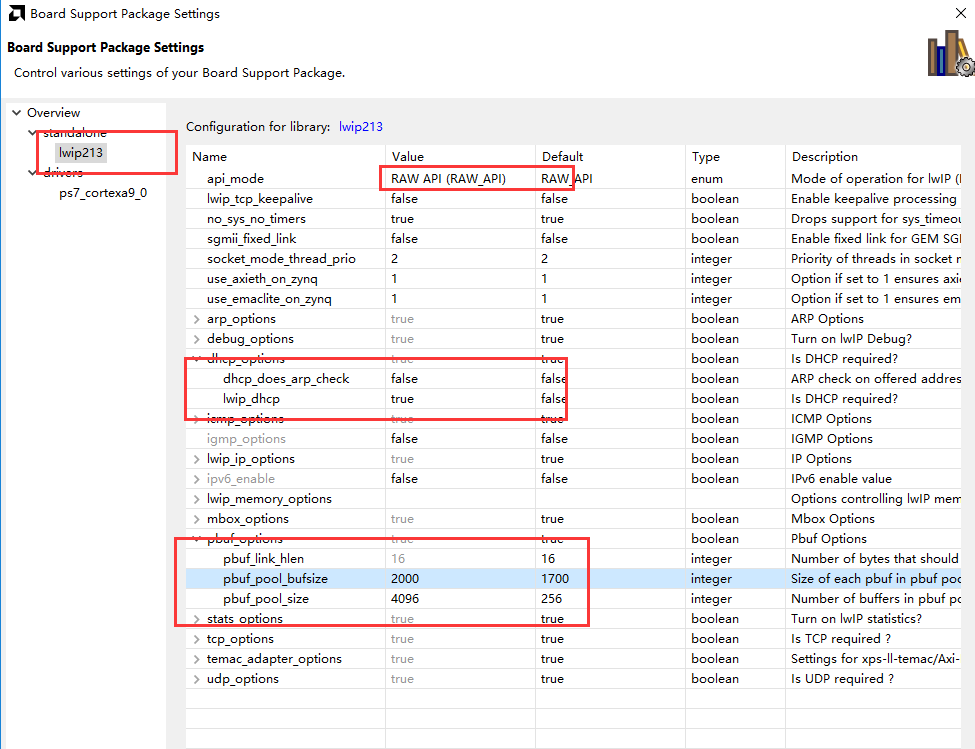 Board Support Package Settings
Board Support Package Settings
Control various settings of your Board Support Package.
Overview
standalone
lwip213
drivers
ps7_cortexa9_0
Configuration for library: lwip213
Name Value Default Type Description
api_mode RAW API (RAW_API) RAW_API enum Mode of operation for lwIP (
lwip_tcp_keepalive false false boolean Enable keepalive processing
no_sys_no_timers true true boolean Drops support for sys_timeou
sgmii_fixed_link false false boolean Enable fixed link for GEM SGI
socket_mode_thread_prio 2 2 integer Priority of threads in socket
use_axieth_on_zynq 1 1 integer Option if set to 1 ensures axie
use_emaclite_on_zynq 1 1 integer Option if set to 1 ensures em
arp_options true true boolean ARP Options
debug_options true true boolean Turn on lwIP Debug?
dhcp_options true true boolean Is DHCP required?
dhcp_does_arp_check false false boolean ARP check on offered addres
lwip_dhcp true false boolean Is DHCP required?
icmp_options true true boolean ICMP Options
igmp_options false false boolean IGMP Options
lwip_ip_options true true boolean IP Options
ipv6_enable false false boolean IPv6 enable value
lwip_memory_options Options controlling lwIP mem
mbox_options true true boolean Mbox Options
pbuf_options true true boolean Pbuf Options
pbuf_link_hlen 16 16 integer Number of bytes that should
pbuf_pool_bufsize 2000 1700 integer Size of each pbuf in pbuf poo
pbuf_pool_size 4096 256 integer Number of buffers in pbuf po
stats_options true true boolean Turn on lwIP statistics?
tcp_options true true boolean Is TCP required ?
temac_adapter_options true true boolean Settings for xps-ll-temac/Axi-
udp_options true true boolean Is UDP required ?